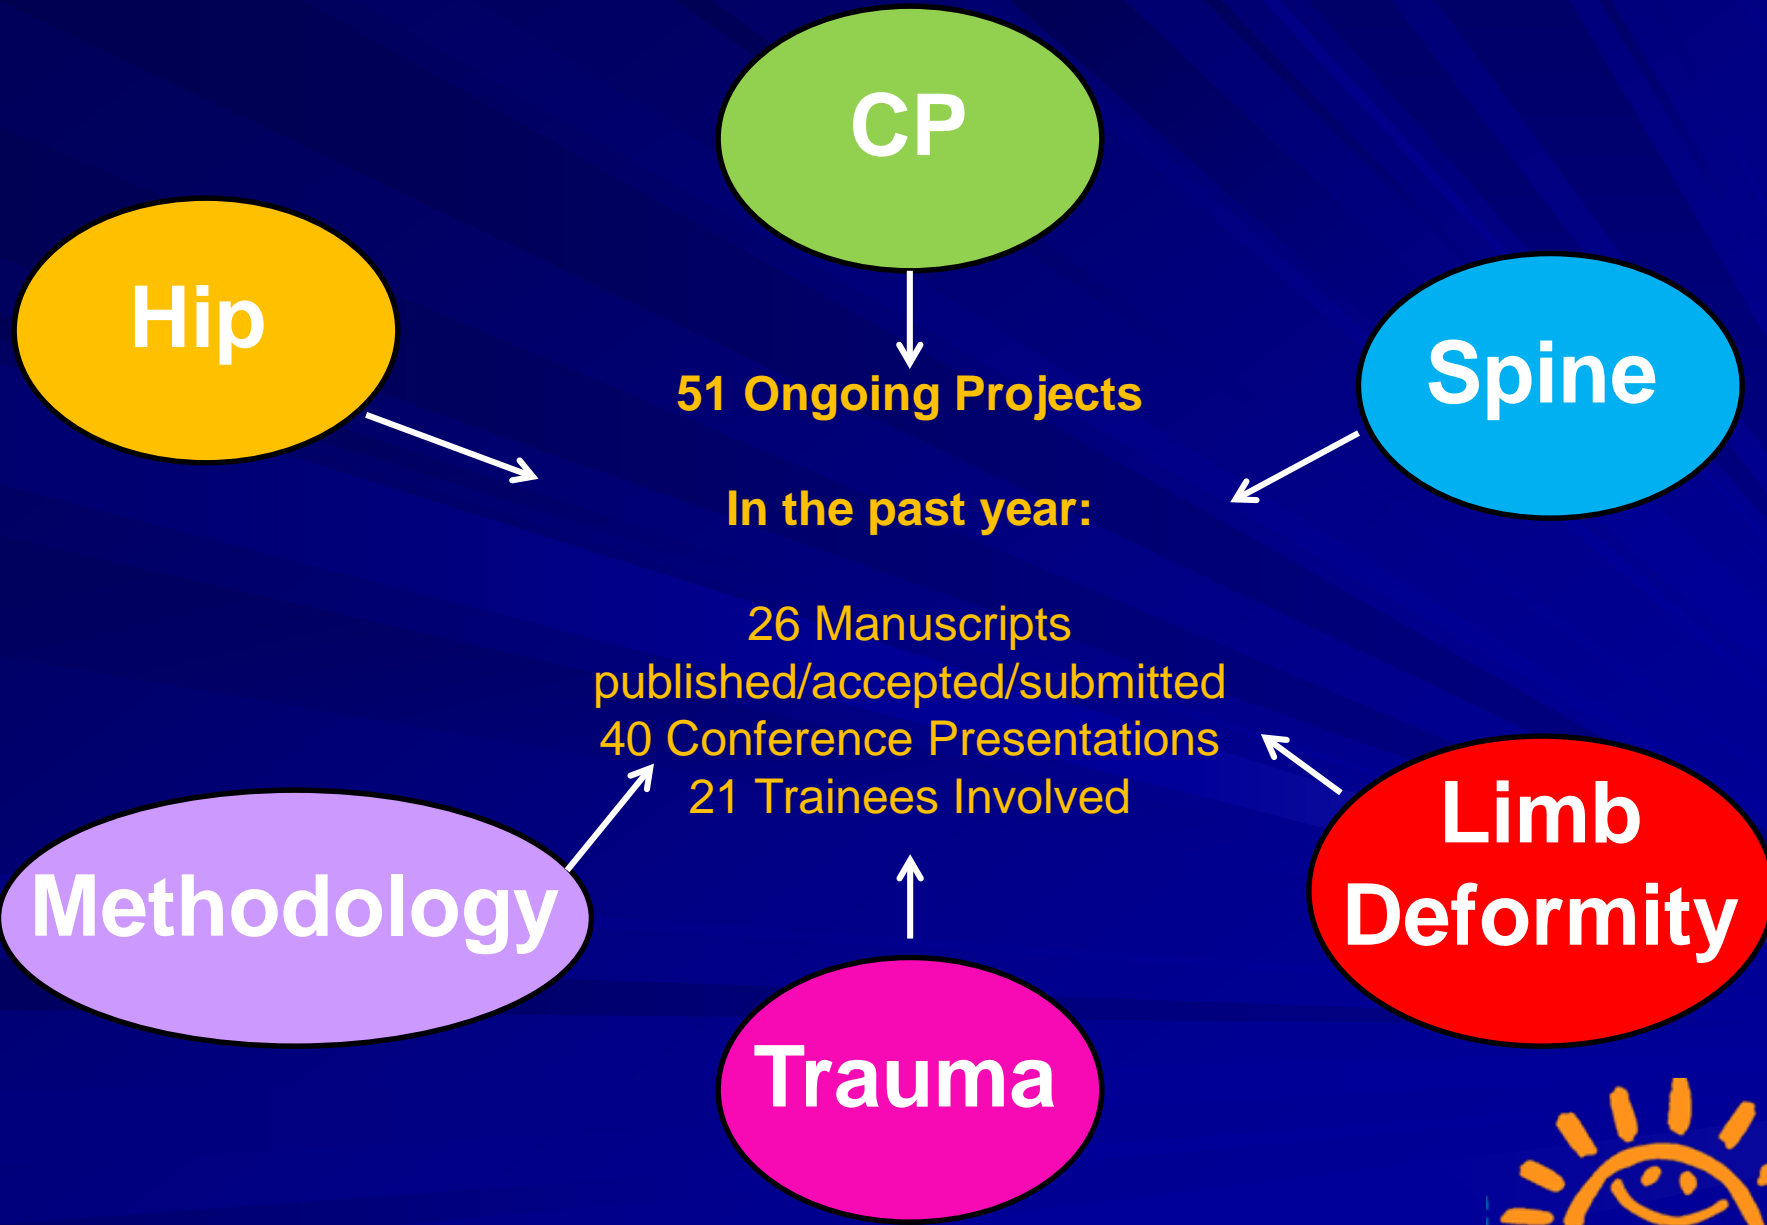 CP
Hip
Spine
51 Ongoing Projects
In the past year:
26 Manuscripts
published/accepted/submitted
40 Conference Presentations
21 Trainees Involved
Methodology
Limb
Deformity
Trauma